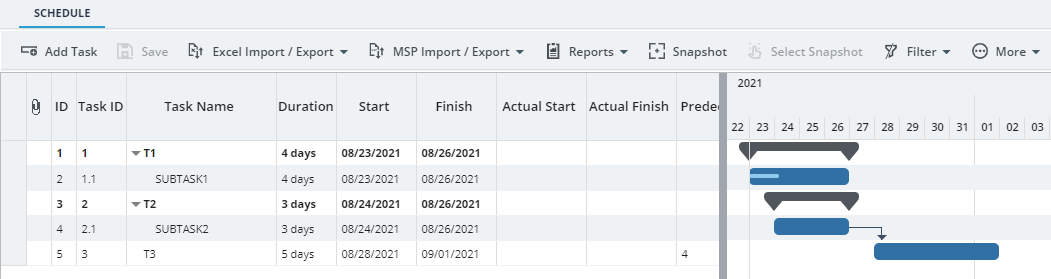 SCHEDULE
Add Task Save Excel Import / Export MSP Import / Export Reports Snapshot Select Snapshot Filter More
2021
ID Task ID Task Name Duration Start Finish Actual Start Actual Finish Predec
22 23 24 25 26 27 28 29 30 31 01 02 03
1 1 T1 4 days 08/23/2021 08/26/2021
2 1.1 SUBTASK1 4 days 08/23/2021 08/26/2021
3 2 T2 3 days 08/24/2021 08/26/2021
4 2.1 SUBTASK2 3 days 08/24/2021 08/26/2021
5 3 T3 5 days 08/28/2021 09/01/2021 4